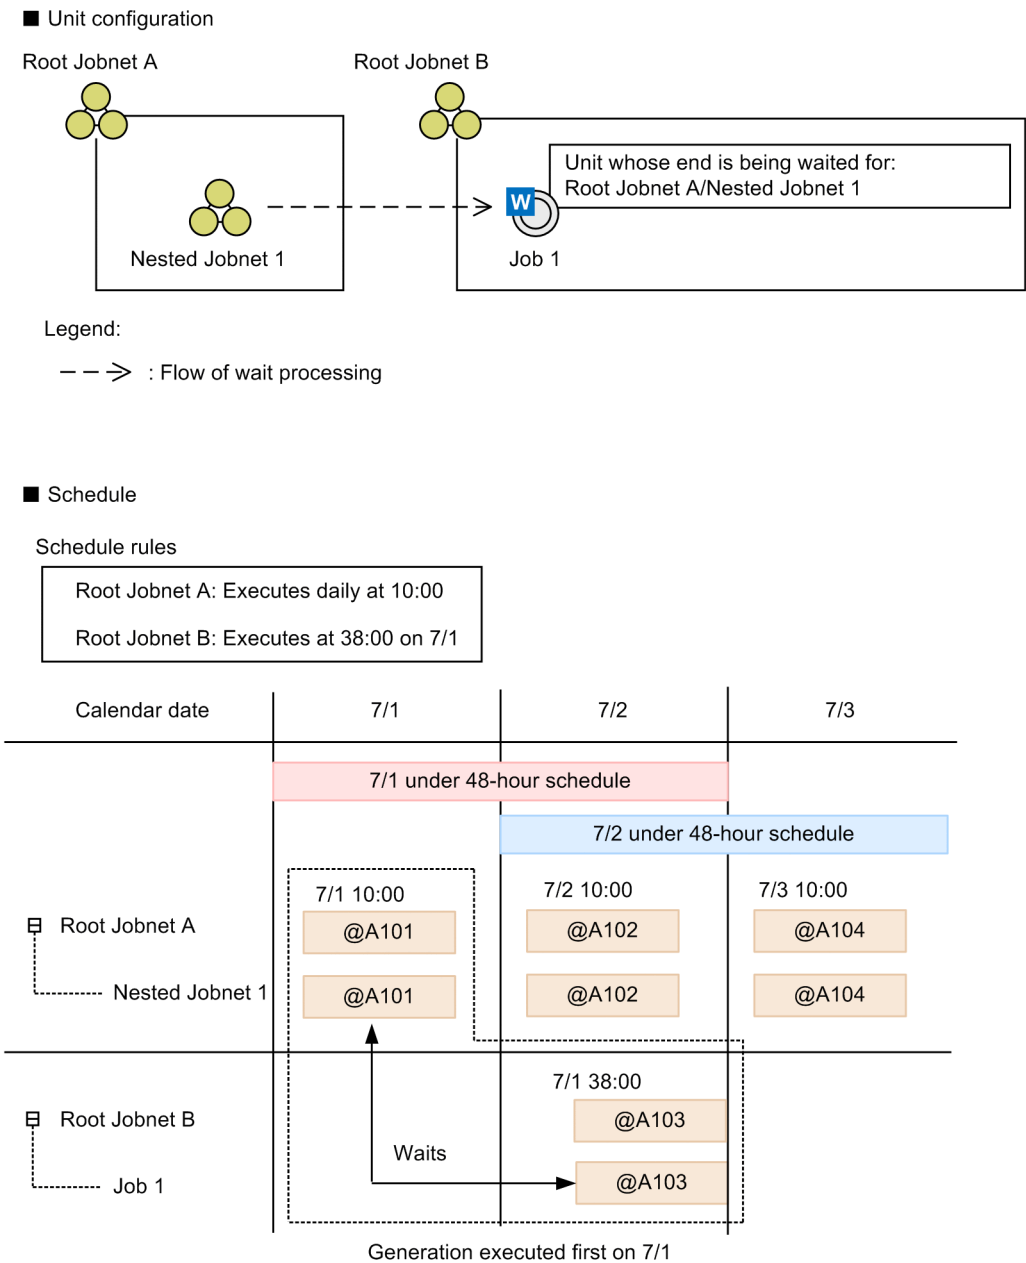 ■ Unit configuration
Root Jobnet A
Root Jobnet B
Unit whose end is being waited for:
Root Jobnet A/Nested Jobnet 1
W
Nested Jobnet 1
Job 1
Legend:
: Flow of wait processing
■ Schedule
Schedule rules
Root Jobnet A: Executes daily at 10:00
Root Jobnet B: Executes at 38:00 on 7/1
Calendar date
7/1
7/2
7/3
7/1 under 48-hour schedule
7/2 under 48-hour schedule
7/1 10:00
7/2 10:00
7/3 10:00
Root Jobnet A
@A101
@A102
@A104
Nested Jobnet 1
@A101
@A102
@A104
7/1 38:00
Root Jobnet B
@A103
Waits
Job 1
@A103
Generation executed first on 7/1